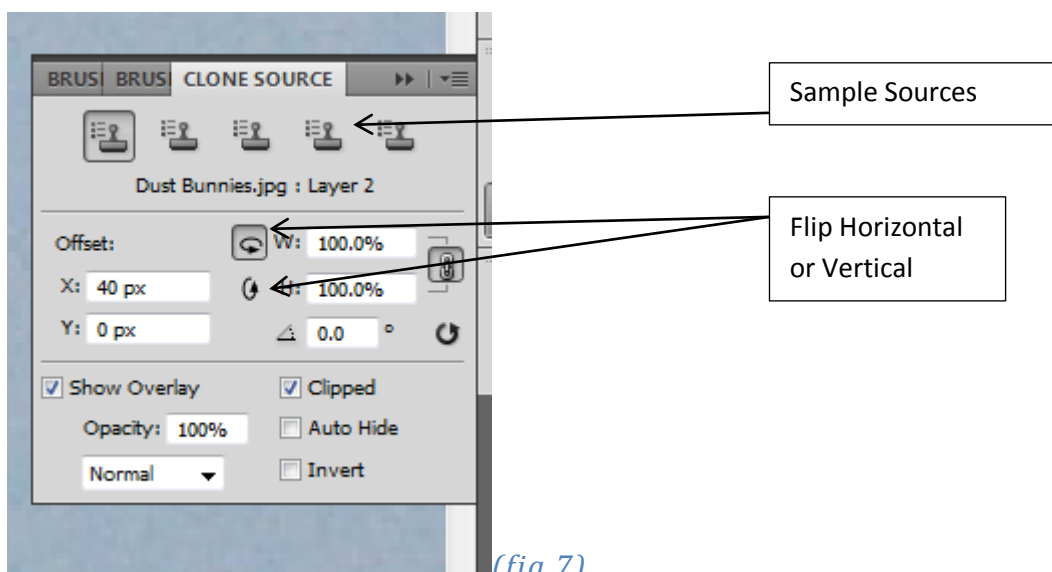 BRUSI BRUSI CLONE SOURCE
Sample Sources
Dust Bunnies.jpg : Layer 2
Offset: W: 100.0%
Flip Horizontal
or Vertical
X: 40 px 100.0%
Y: 0 px 0.0 °
Show Overlay Clipped
Opacity: 100% Auto Hide
Normal Invert
(fig 7)